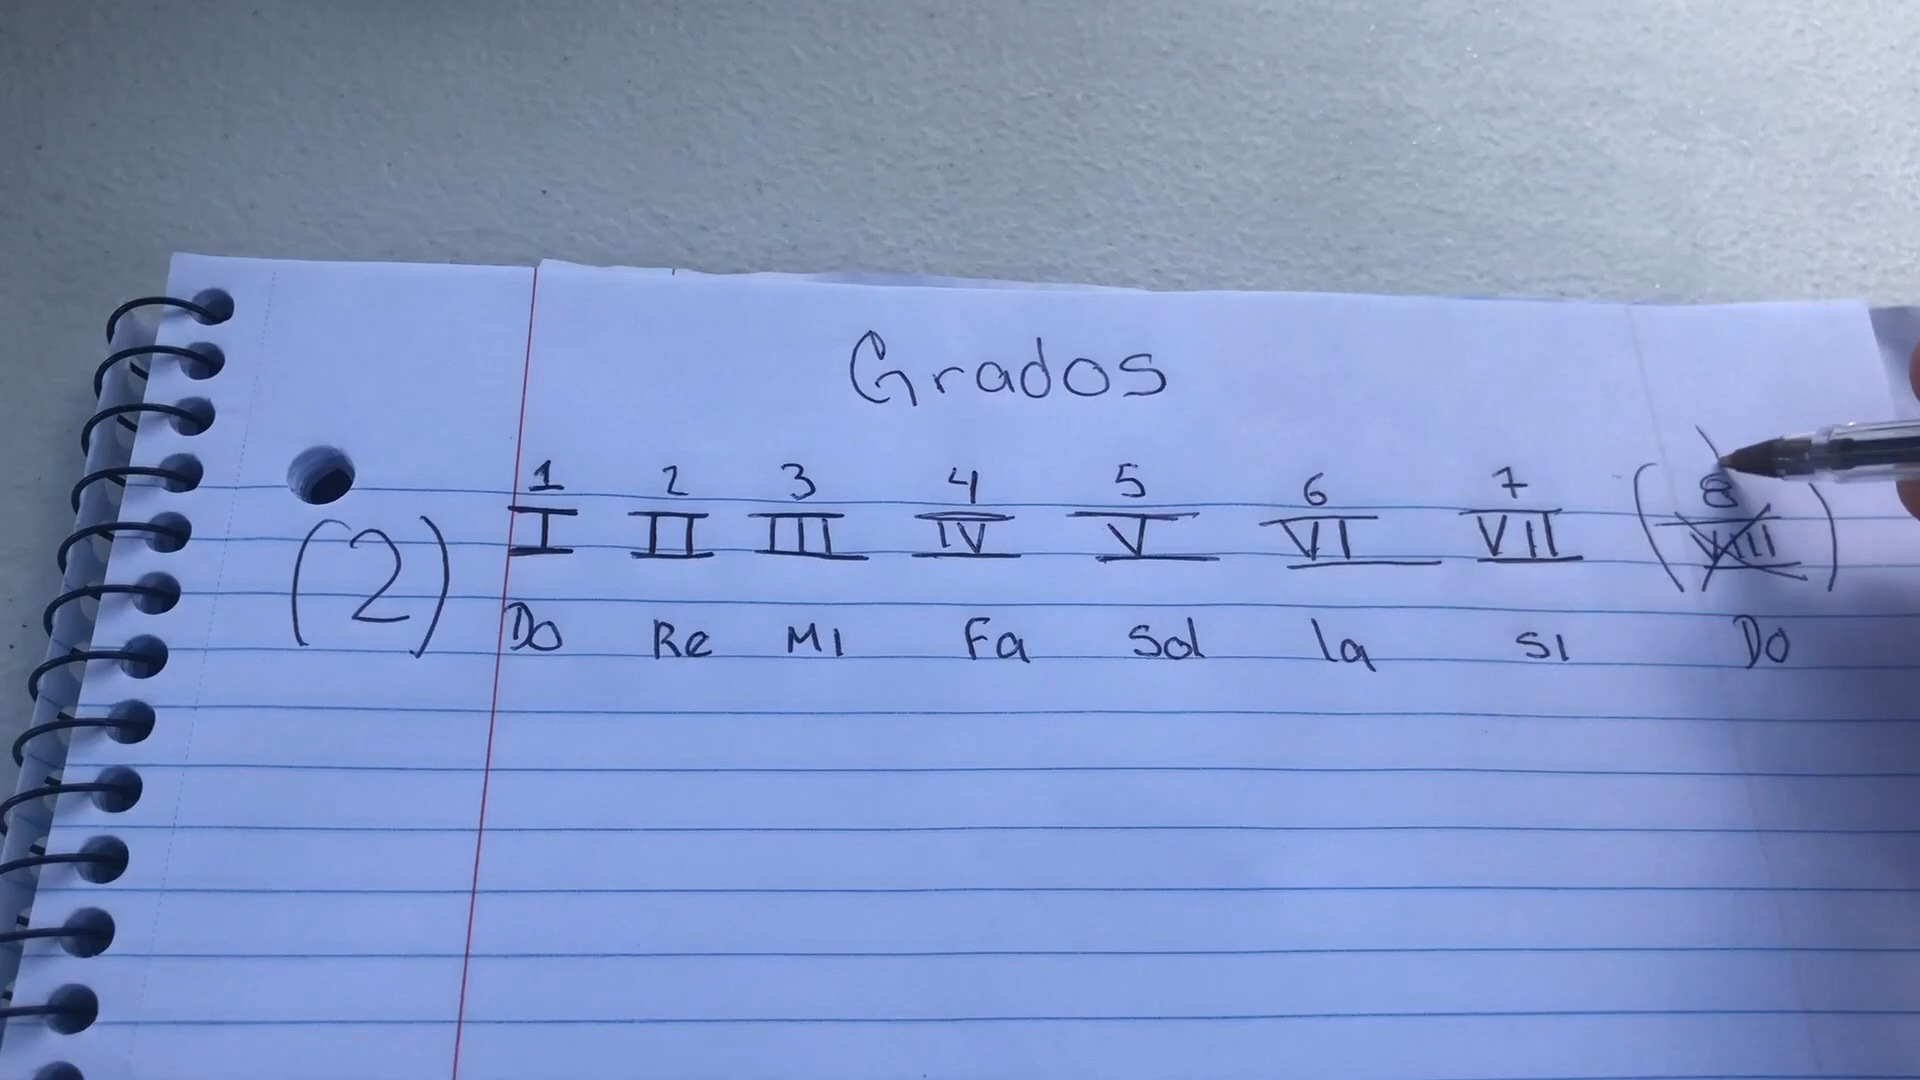 Grados
1 2 3 4 5 6 7 (8
(2) I II III IV V VI VII VIII)
Do Re MI Fa Sol la SI Do